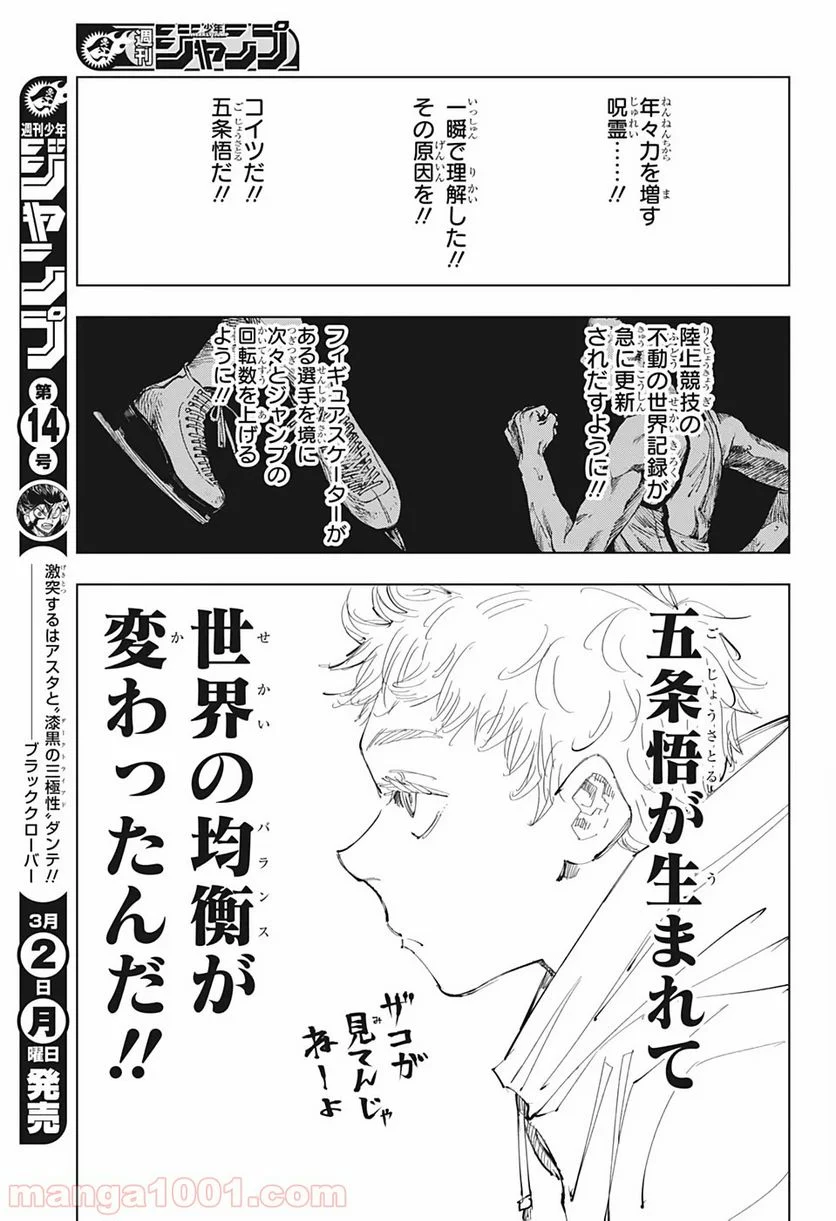 週刊
少年
ジャンプ
年々力を増す
呪霊……!!
一瞬で理解した!!
その原因を!!
コイツだ!!
五条悟だ!!
陸上競技の
不動の世界記録が
急に更新
されだすように!!
フィギュアスケーターが
ある選手を境に
次々とジャンプの
回転数を上げる
ように!!
五条悟が生まれて
世界の均衡が
変わったんだ!!
ザコが
見てんじゃ
ねーよ
週刊少年
ジャンプ
第
14
号
激突するはアスタと“漆黒の三極性”ダンテ!!
ブラッククローバー
3月
2
日
月
曜日
発売
manga1001.com